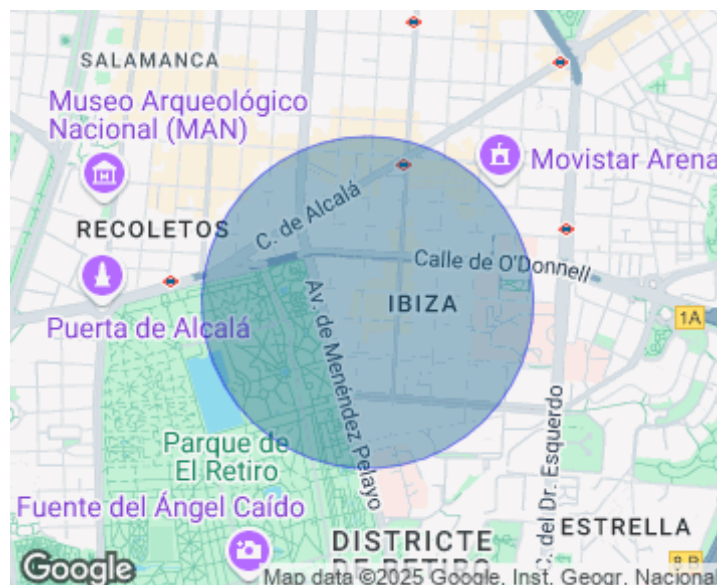 SALAMANCA
Museo Arqueológico
Nacional (MAN)
Movistar Arena
C. de Alcalá
RECOLETOS
Calle de O'Donnell
IBIZA
1A
Puerta de Alcalá
Av. de Menéndez Pelayo
Parque de
El Retiro
C. del Dr. Esquerdo
Fuente del Ángel Caído
ESTRELLA
DISTRICTE
DE RETIRO
Google
Map data ©2025 Google, Inst. Geogr. Nacional